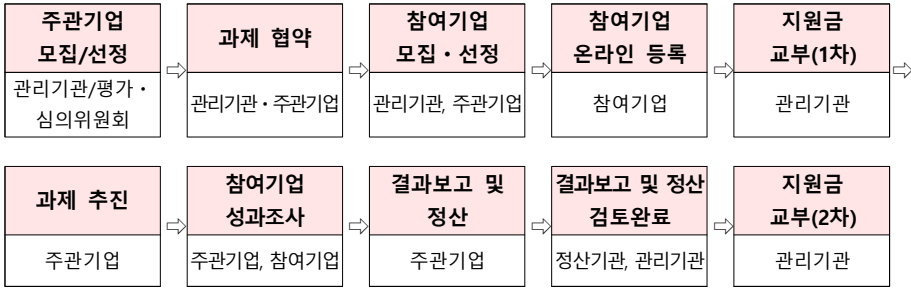 주관기업
모집/선정
관리기관/평가・
심의위원회
과제 협약
관리기관・주관기업
참여기업
모집・선정
관리기관, 주관기업
참여기업
온라인 등록
참여기업
지원금
교부(1차)
관리기관
과제 추진
주관기업
참여기업
성과조사
주관기업, 참여기업
결과보고 및
정산
주관기업
결과보고 및 정산
검토완료
정산기관, 관리기관
지원금
교부(2차)
관리기관